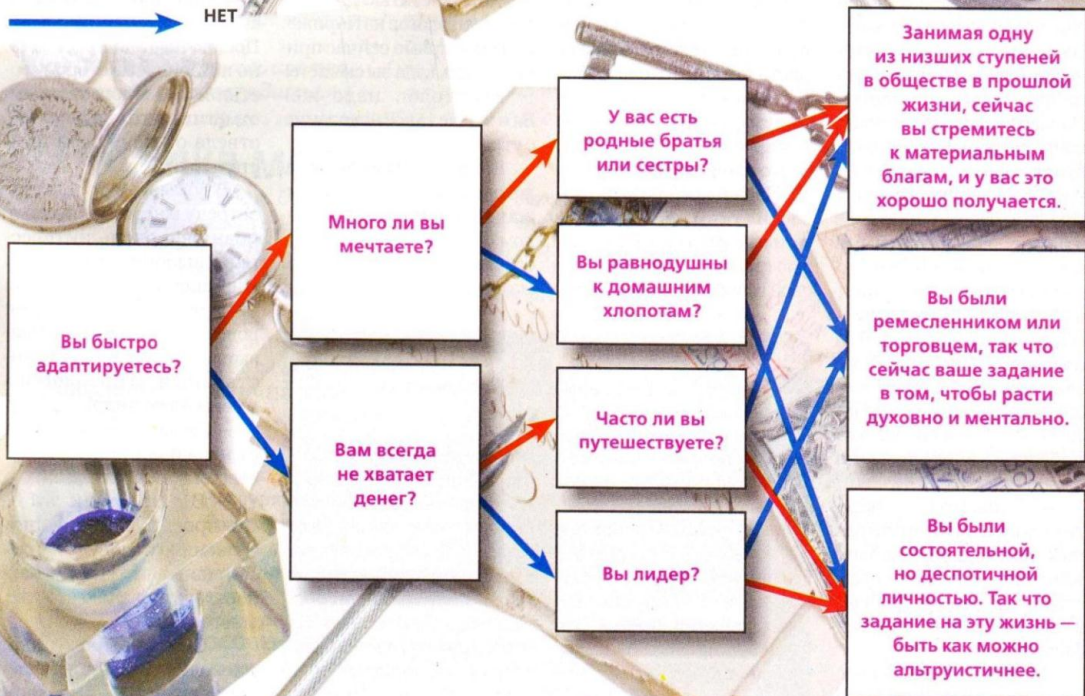 НЕТ
Вы быстро
адаптируетесь?
Много ли вы
мечтаете?
Вам всегда
не хватает
денег?
У вас есть
родные братья
или сестры?
Вы равнодушны
к домашним
хлопотам?
Часто ли вы
путешествуете?
Вы лидер?
Занимая одну
из низших ступеней
в обществе в прошлой
жизни, сейчас
вы стремитесь
к материальным
благам, и у вас это
хорошо получается.
Вы были
ремесленником или
торговцем, так что
сейчас ваше задание
в том, чтобы расти
духовно и ментально.
Вы были
состоятельной,
но деспотичной
личностью. Так что
задание на эту жизнь —
быть как можно
альтруистичнее.